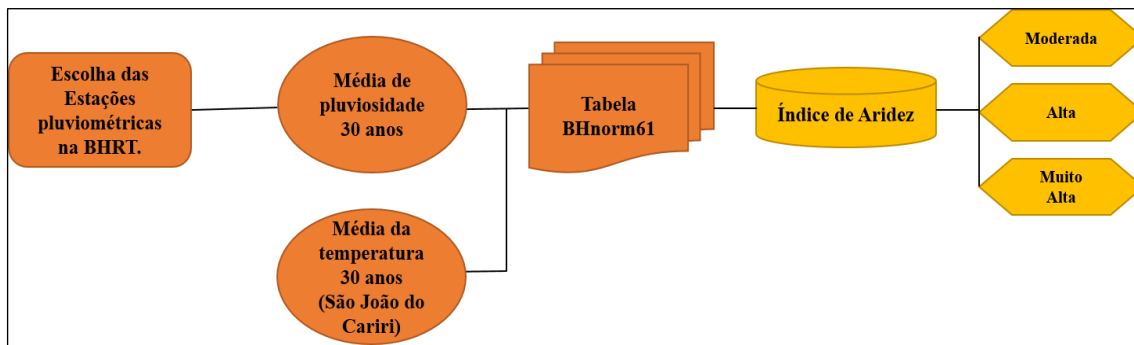 Escolha das
Estações
pluviométricas
na BHRT.
Média de
pluviosidade
30 anos
Média da
temperatura
30 anos
(São João do
Cariri)
Tabela
BHnorm61
Índice de Aridez
Moderada
Alta
Muito
Alta